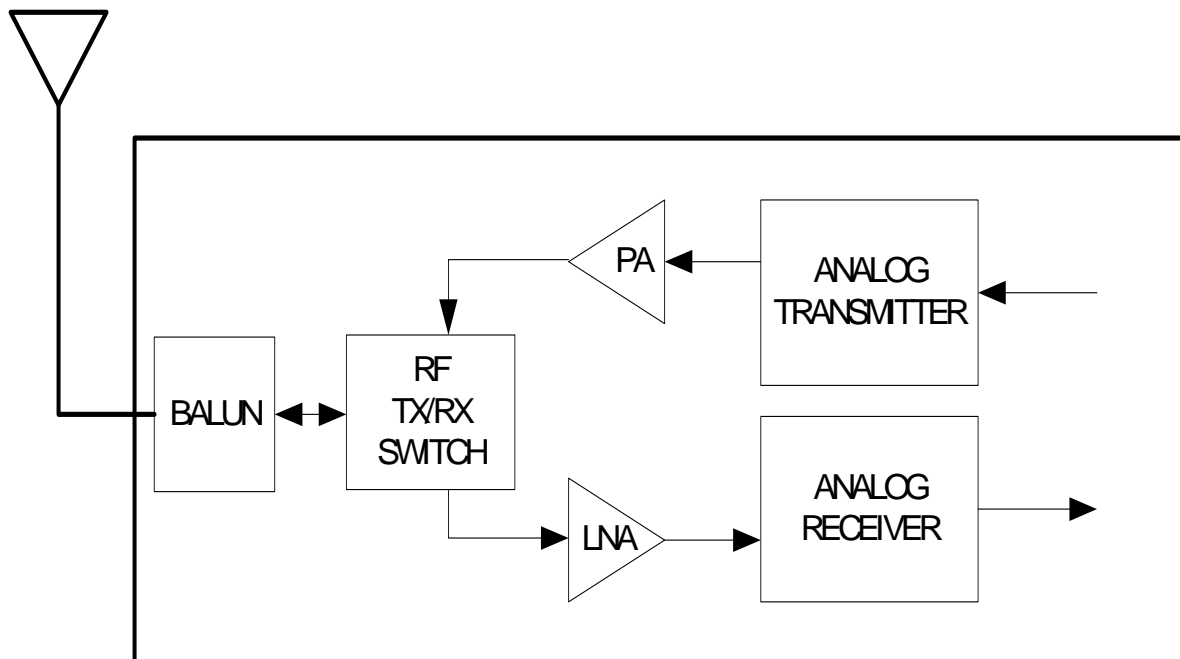 PA
ANALOG
TRANSMITTER
BALUN
RF
TX/RX
SWITCH
LNA
ANALOG
RECEIVER